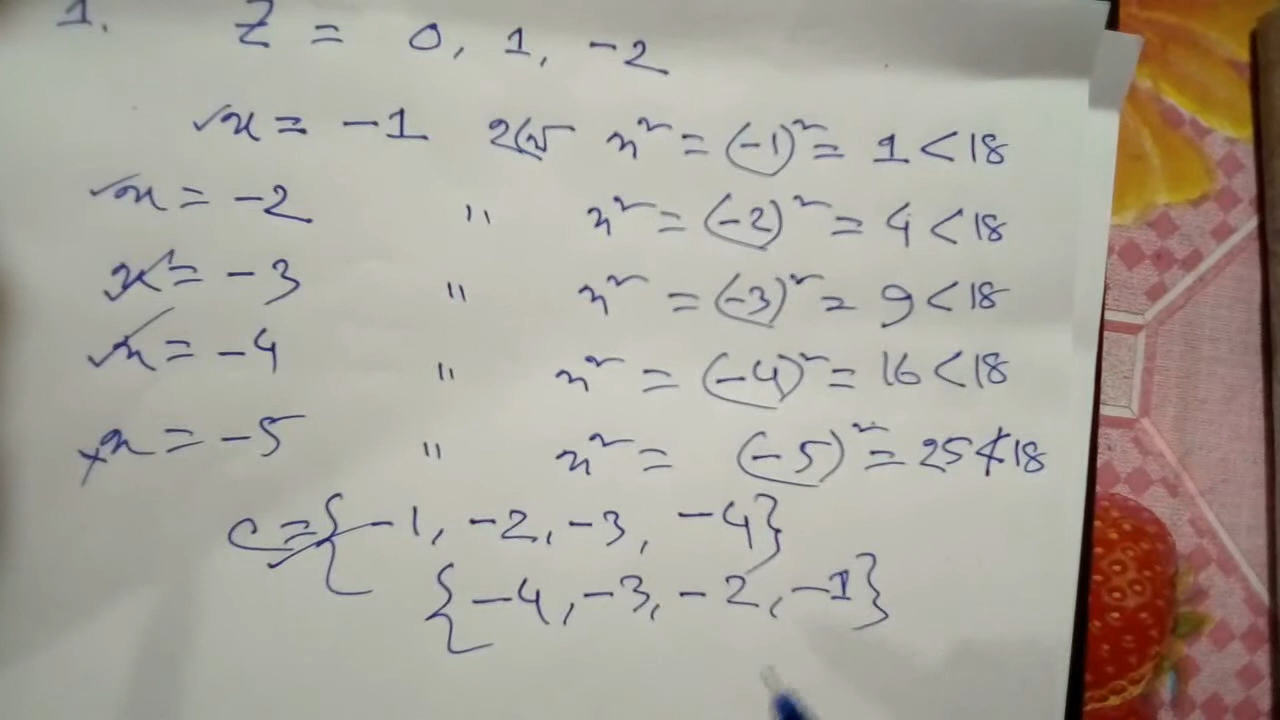 1. Z = 0, 1, -2
✓x = -1 হলে x² = (-1)² = 1 < 18
✓x = -2 " x² = (-2)² = 4 < 18
x = -3 " x² = (-3)² = 9 < 18
✓x = -4 " x² = (-4)² = 16 < 18
×x = -5 " x² = (-5)² = 25 ≮ 18
C = {-1, -2, -3, -4}
{-4, -3, -2, -1}